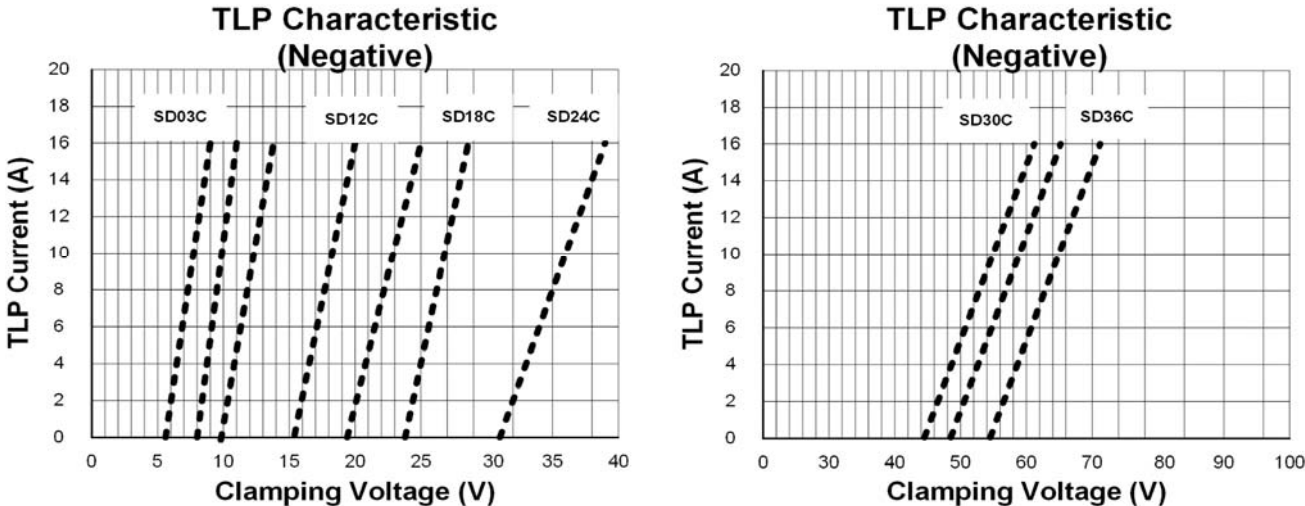 TLP Characteristic
(Negative)
20
18
16
14
12
10
8
6
4
2
0
TLP Current (A)
SD03C
SD12C
SD18C
SD24C
0
5
10
15
20
25
30
35
40
Clamping Voltage (V)
TLP Characteristic
(Negative)
20
18
16
14
12
10
8
6
4
2
0
TLP Current (A)
SD30C
SD36C
0
30
40
50
60
70
80
90
100
Clamping Voltage (V)